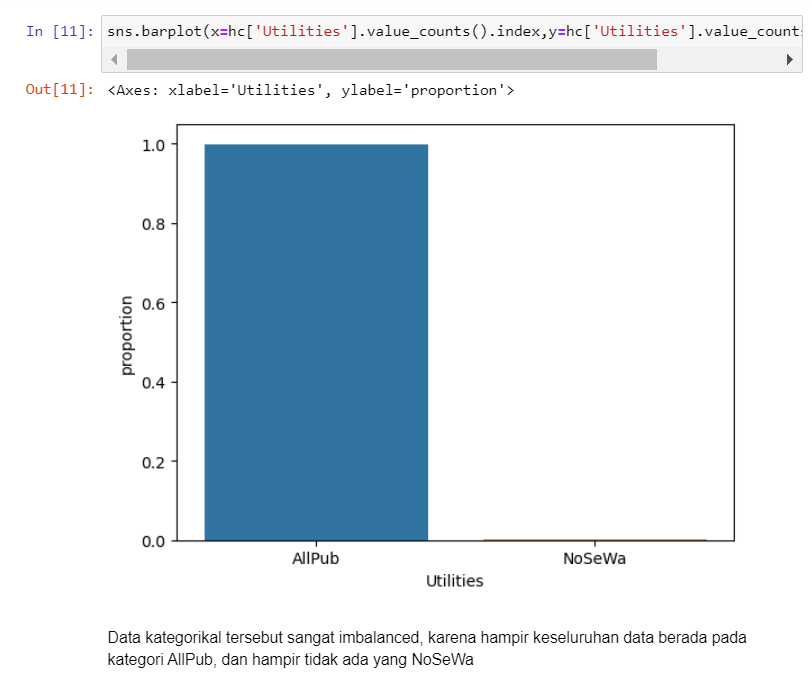 In [11]: sns.barplot(x=hc['Utilities'].value_counts().index,y=hc['Utilities'].value_counts
Out[11]: <Axes: xlabel='Utilities', ylabel='proportion'>
1.0
0.8
0.6
0.4
0.2
0.0
proportion
AllPub NoSeWa
Utilities
Data kategorikal tersebut sangat imbalanced, karena hampir keseluruhan data berada pada
kategori AllPub, dan hampir tidak ada yang NoSeWa